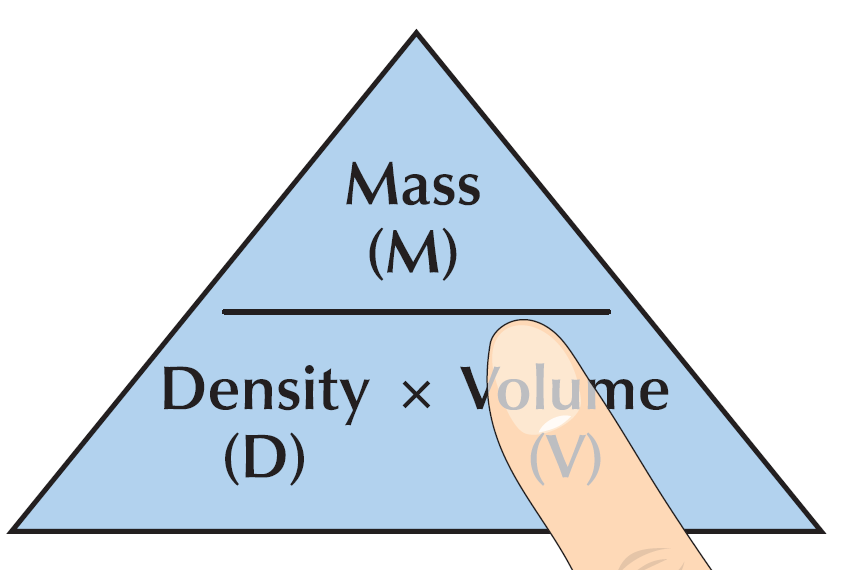 Mass
(M)
Density × Volume
(D) (V)